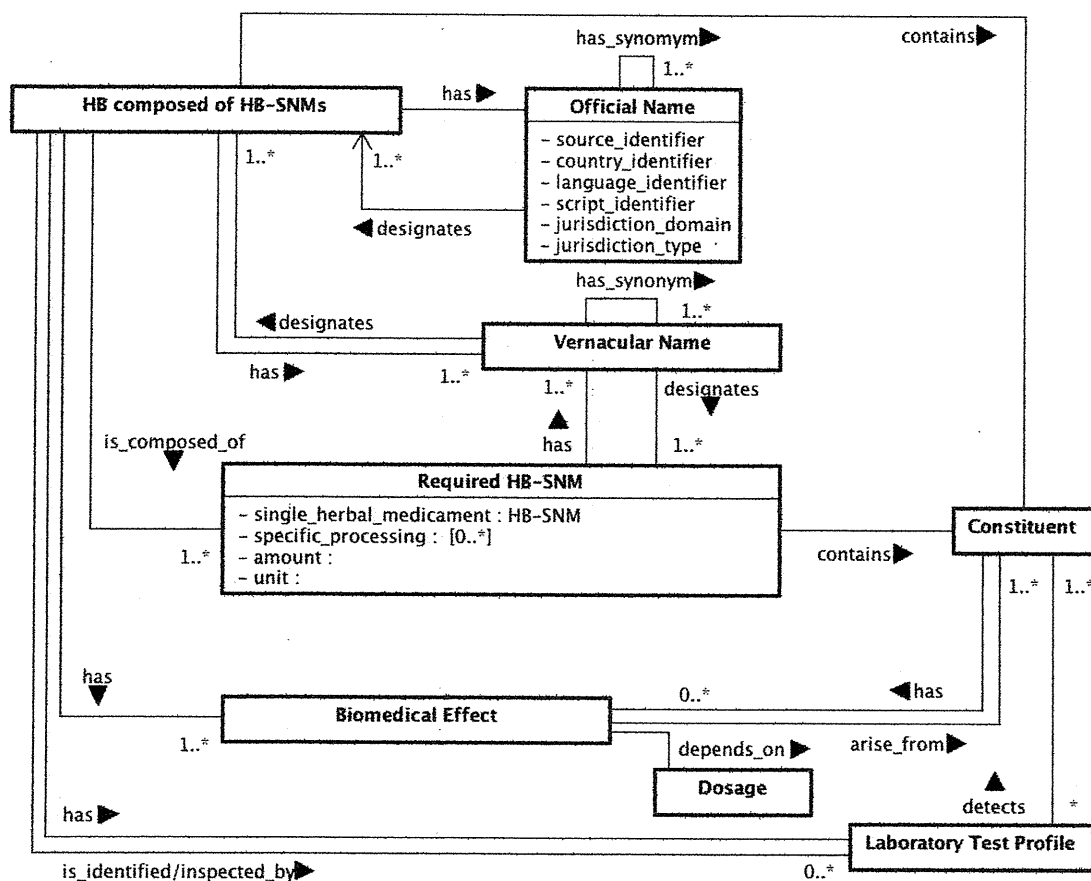 has_synomym▶
contains▶
1..*
HB composed of HB-SNMs
has▶
Official Name
- source_identifier
- country_identifier
- language_identifier
- script_identifier
- jurisdiction_domain
- jurisdiction_type
1..*
1..*
◀designates
has_synonym▶
1..*
◀designates
Vernacular Name
has▶
1..*
1..*
designates
▼
▲
has
1..*
is_composed_of
▼
Required HB-SNM
- single_herbal_medicament : HB-SNM
- specific_processing : [0..*]
- amount :
- unit :
1..*
Constituent
contains▶
1..*
1..*
has
▼
0..*
◀has
Biomedical Effect
1..*
depends_on▶
arise_from▶
Dosage
▲
detects
*
has▶
Laboratory Test Profile
is_identified/inspected_by▶
0..*